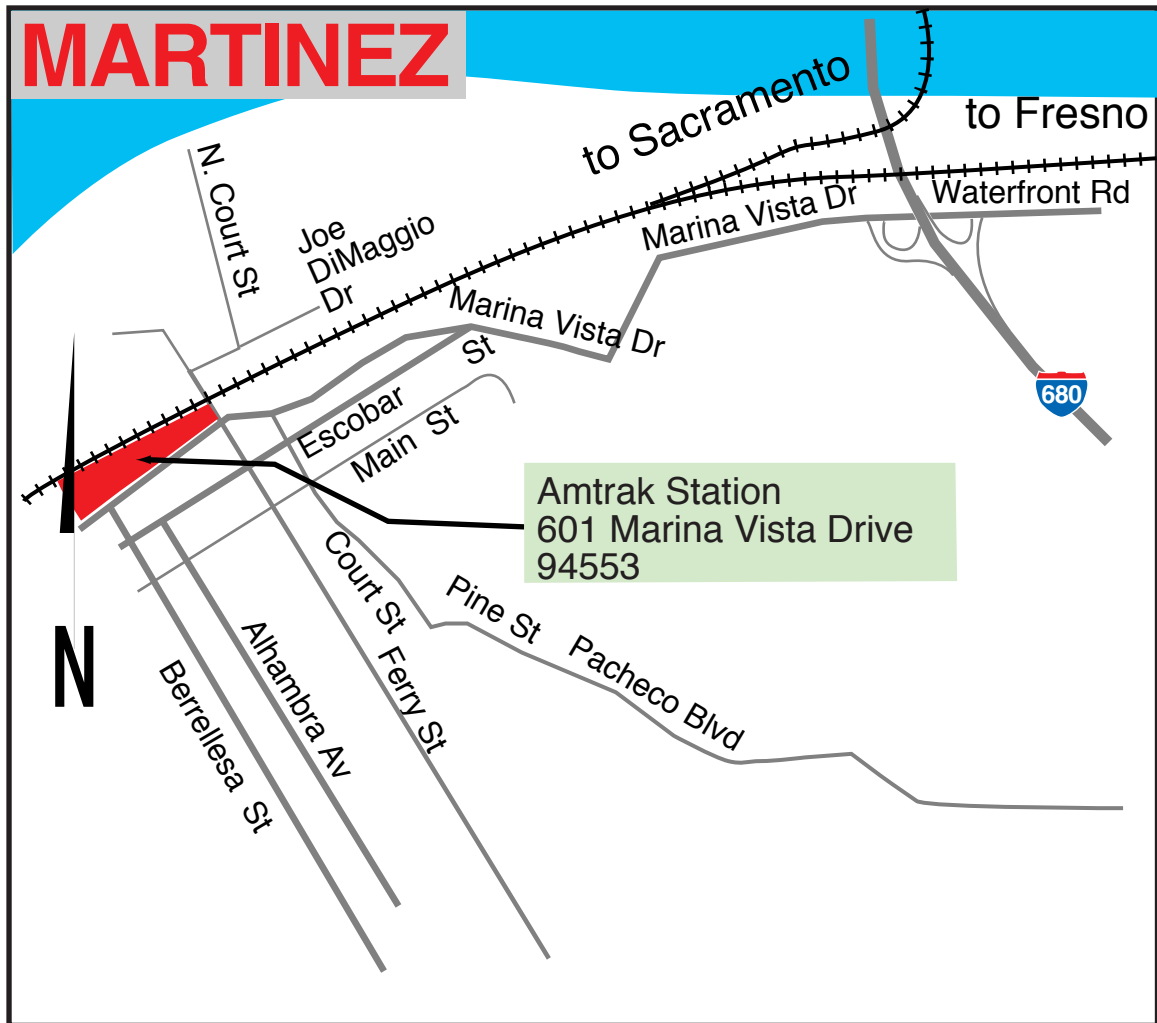 MARTINEZ
to Sacramento
to Fresno
N. Court St
Joe
DiMaggio
Dr
Marina Vista Dr
Waterfront Rd
Marina Vista Dr
680
Escobar St
Main St
Amtrak Station
601 Marina Vista Drive
94553
N
Court St
Pine St
Pacheco Blvd
Ferry St
Alhambra Av
Berrellesa St